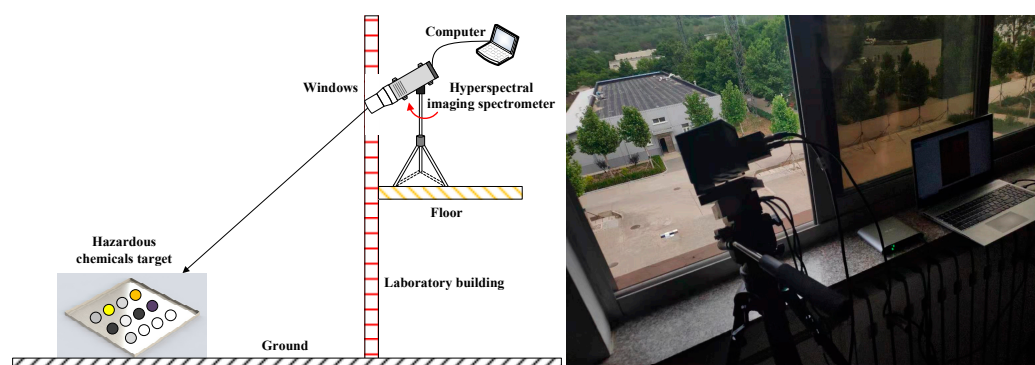 Computer
Windows
Hyperspectral
imaging spectrometer
Floor
Hazardous
chemicals target
Laboratory building
Ground